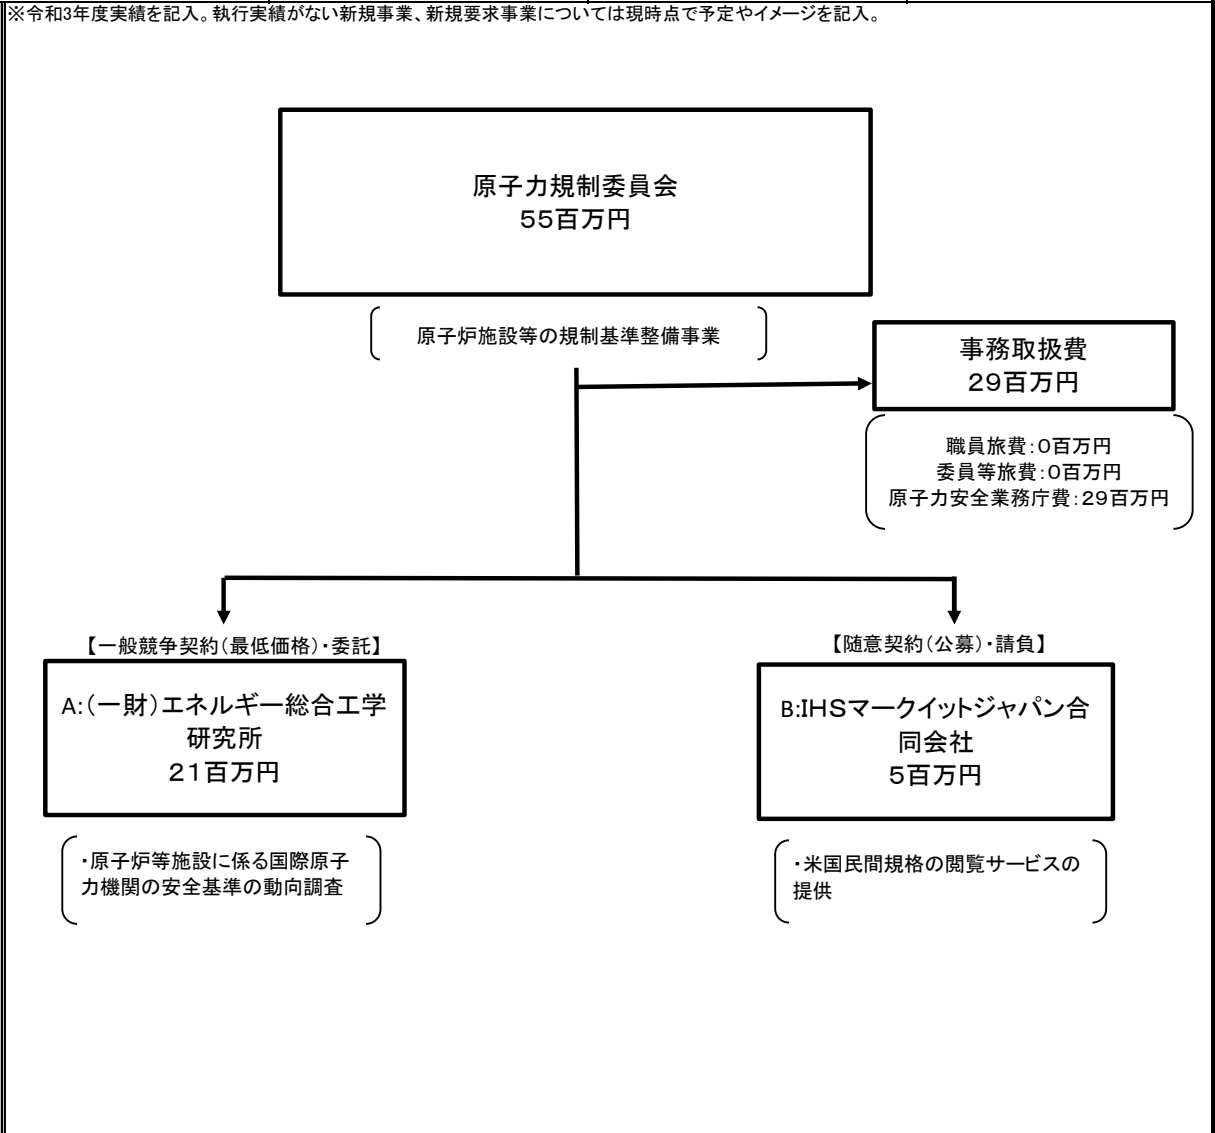 ※令和3年度実績を記入。執行実績がない新規事業、新規要求事業については現時点で予定やイメージを記入。
原子力規制委員会
55百万円
原子炉施設等の規制基準整備事業
事務取扱費
29百万円
職員旅費:0百万円
委員等旅費:0百万円
原子力安全業務庁費:29百万円
【一般競争契約(最低価格)・委託】
A:(一財)エネルギー総合工学
研究所
21百万円
・原子炉等施設に係る国際原子
力機関の安全基準の動向調査
【随意契約(公募)・請負】
B:IHSマークイットジャパン合
同会社
5百万円
・米国民間規格の閲覧サービスの
提供